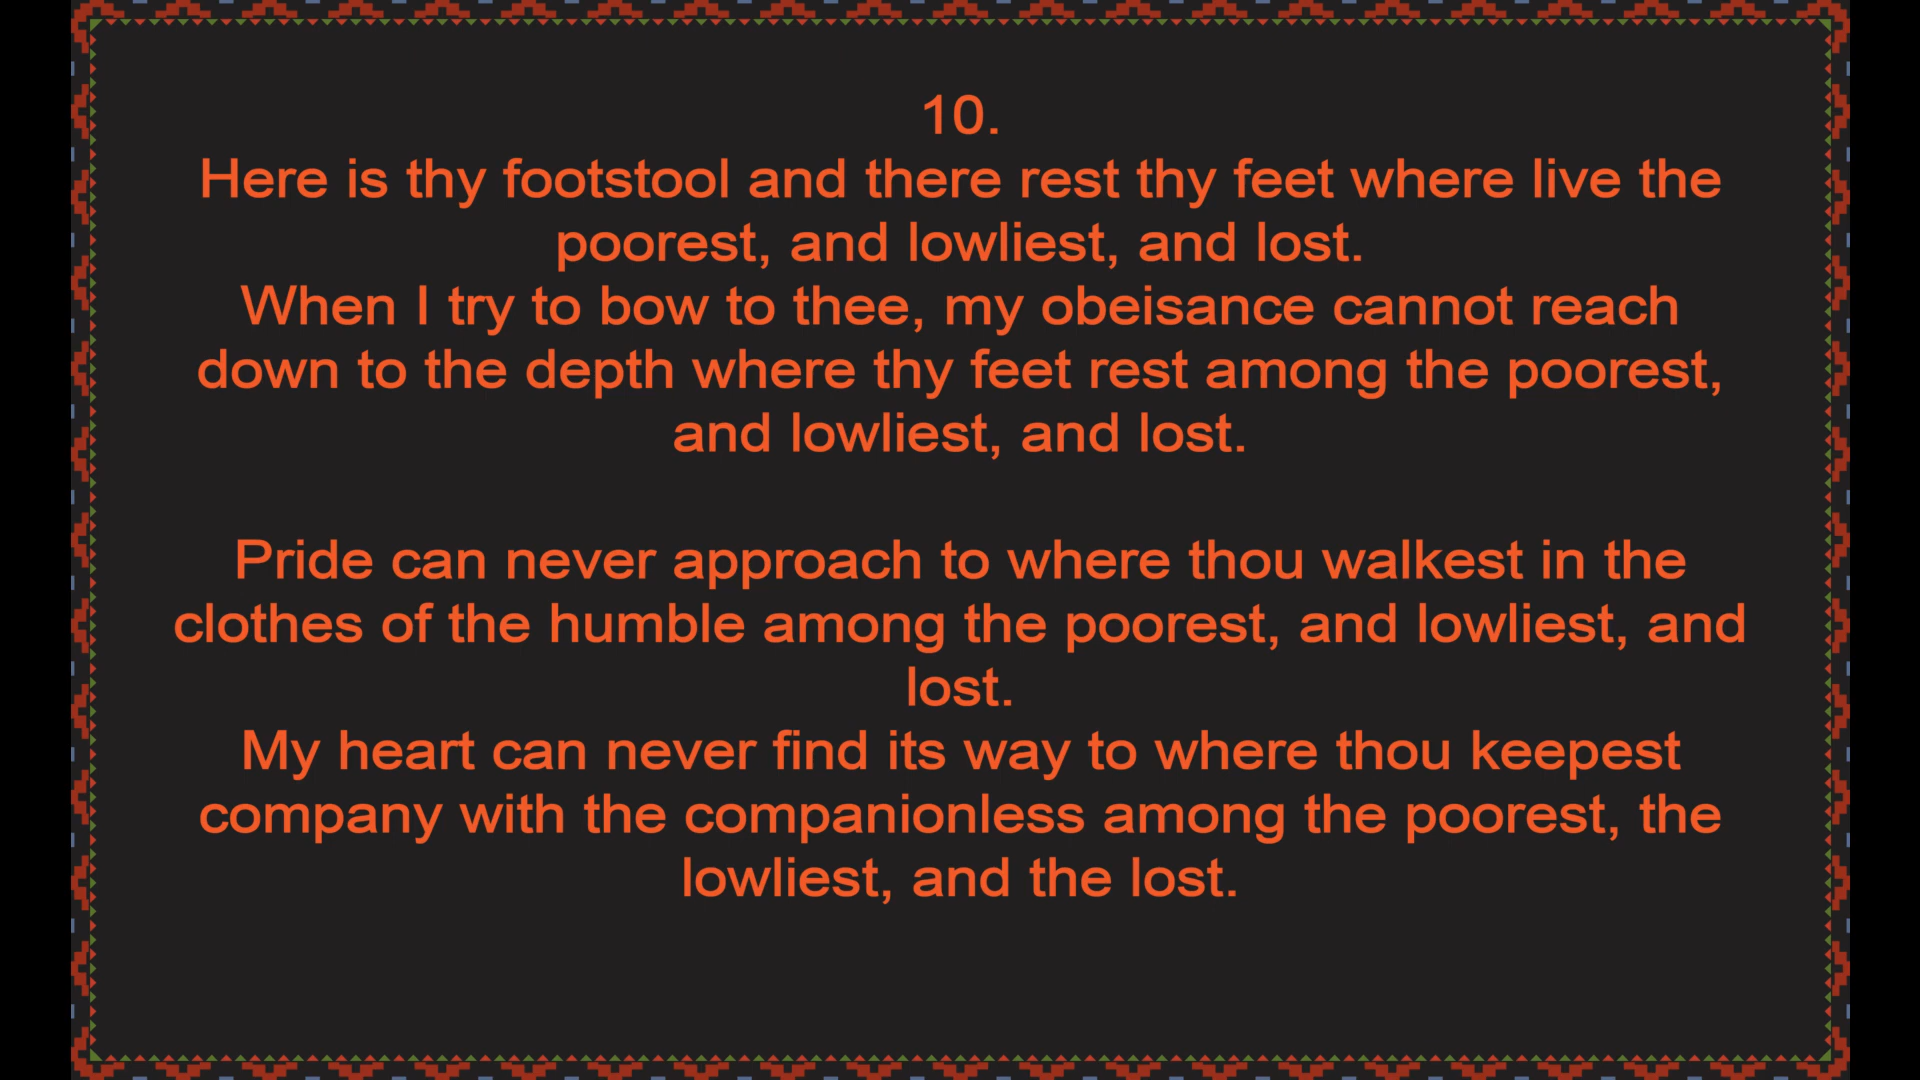 10.
Here is thy footstool and there rest thy feet where live the
poorest, and lowliest, and lost.
When I try to bow to thee, my obeisance cannot reach
down to the depth where thy feet rest among the poorest,
and lowliest, and lost.
Pride can never approach to where thou walkest in the
clothes of the humble among the poorest, and lowliest, and
lost.
My heart can never find its way to where thou keepest
company with the companionless among the poorest, the
lowliest, and the lost.